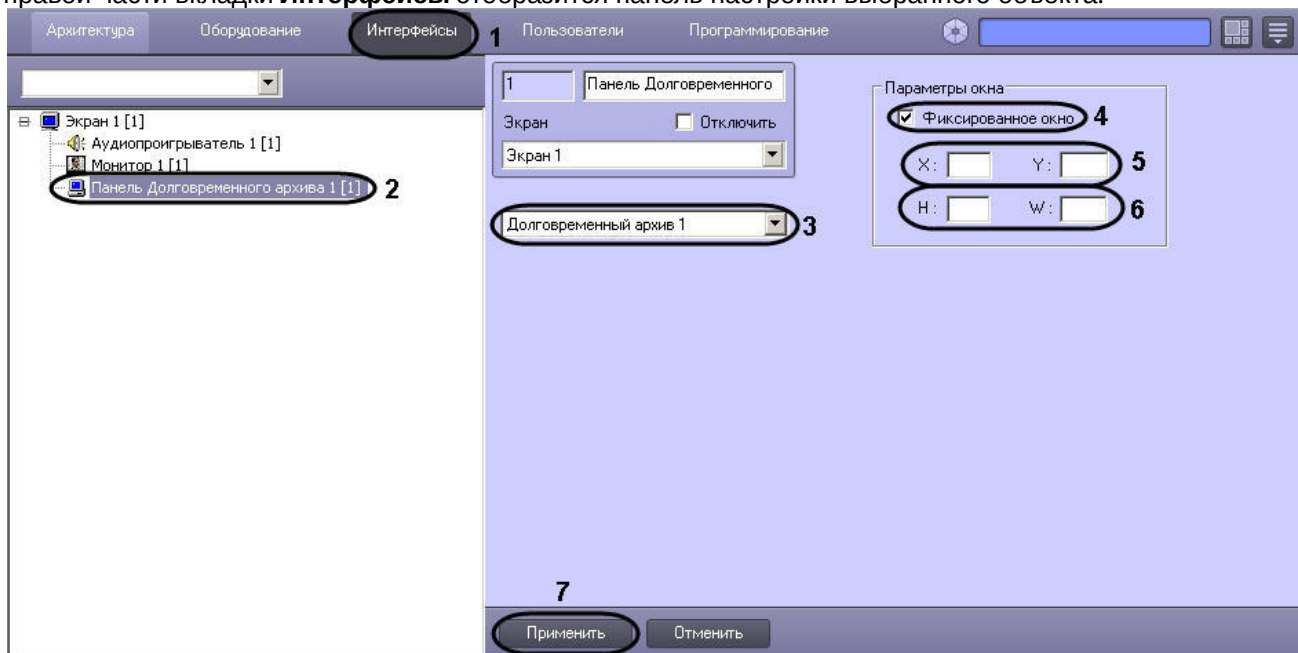 правой части вкладки Интерфейсы отобразится панель настройки выбранного объекта.
Архитектура Оборудование Интерфейсы 1 Пользователи Программирование
1 Панель Долговременного
Экран Отключить
Экран 1
Параметры окна
Фиксированное окно 4
X: Y: 5
H: W: 6
Экран 1 [1]
Аудиопроигрыватель 1 [1]
Монитор 1 [1]
Панель Долговременного архива 1 [1] 2
Долговременный архив 1 3
7
Применить Отменить